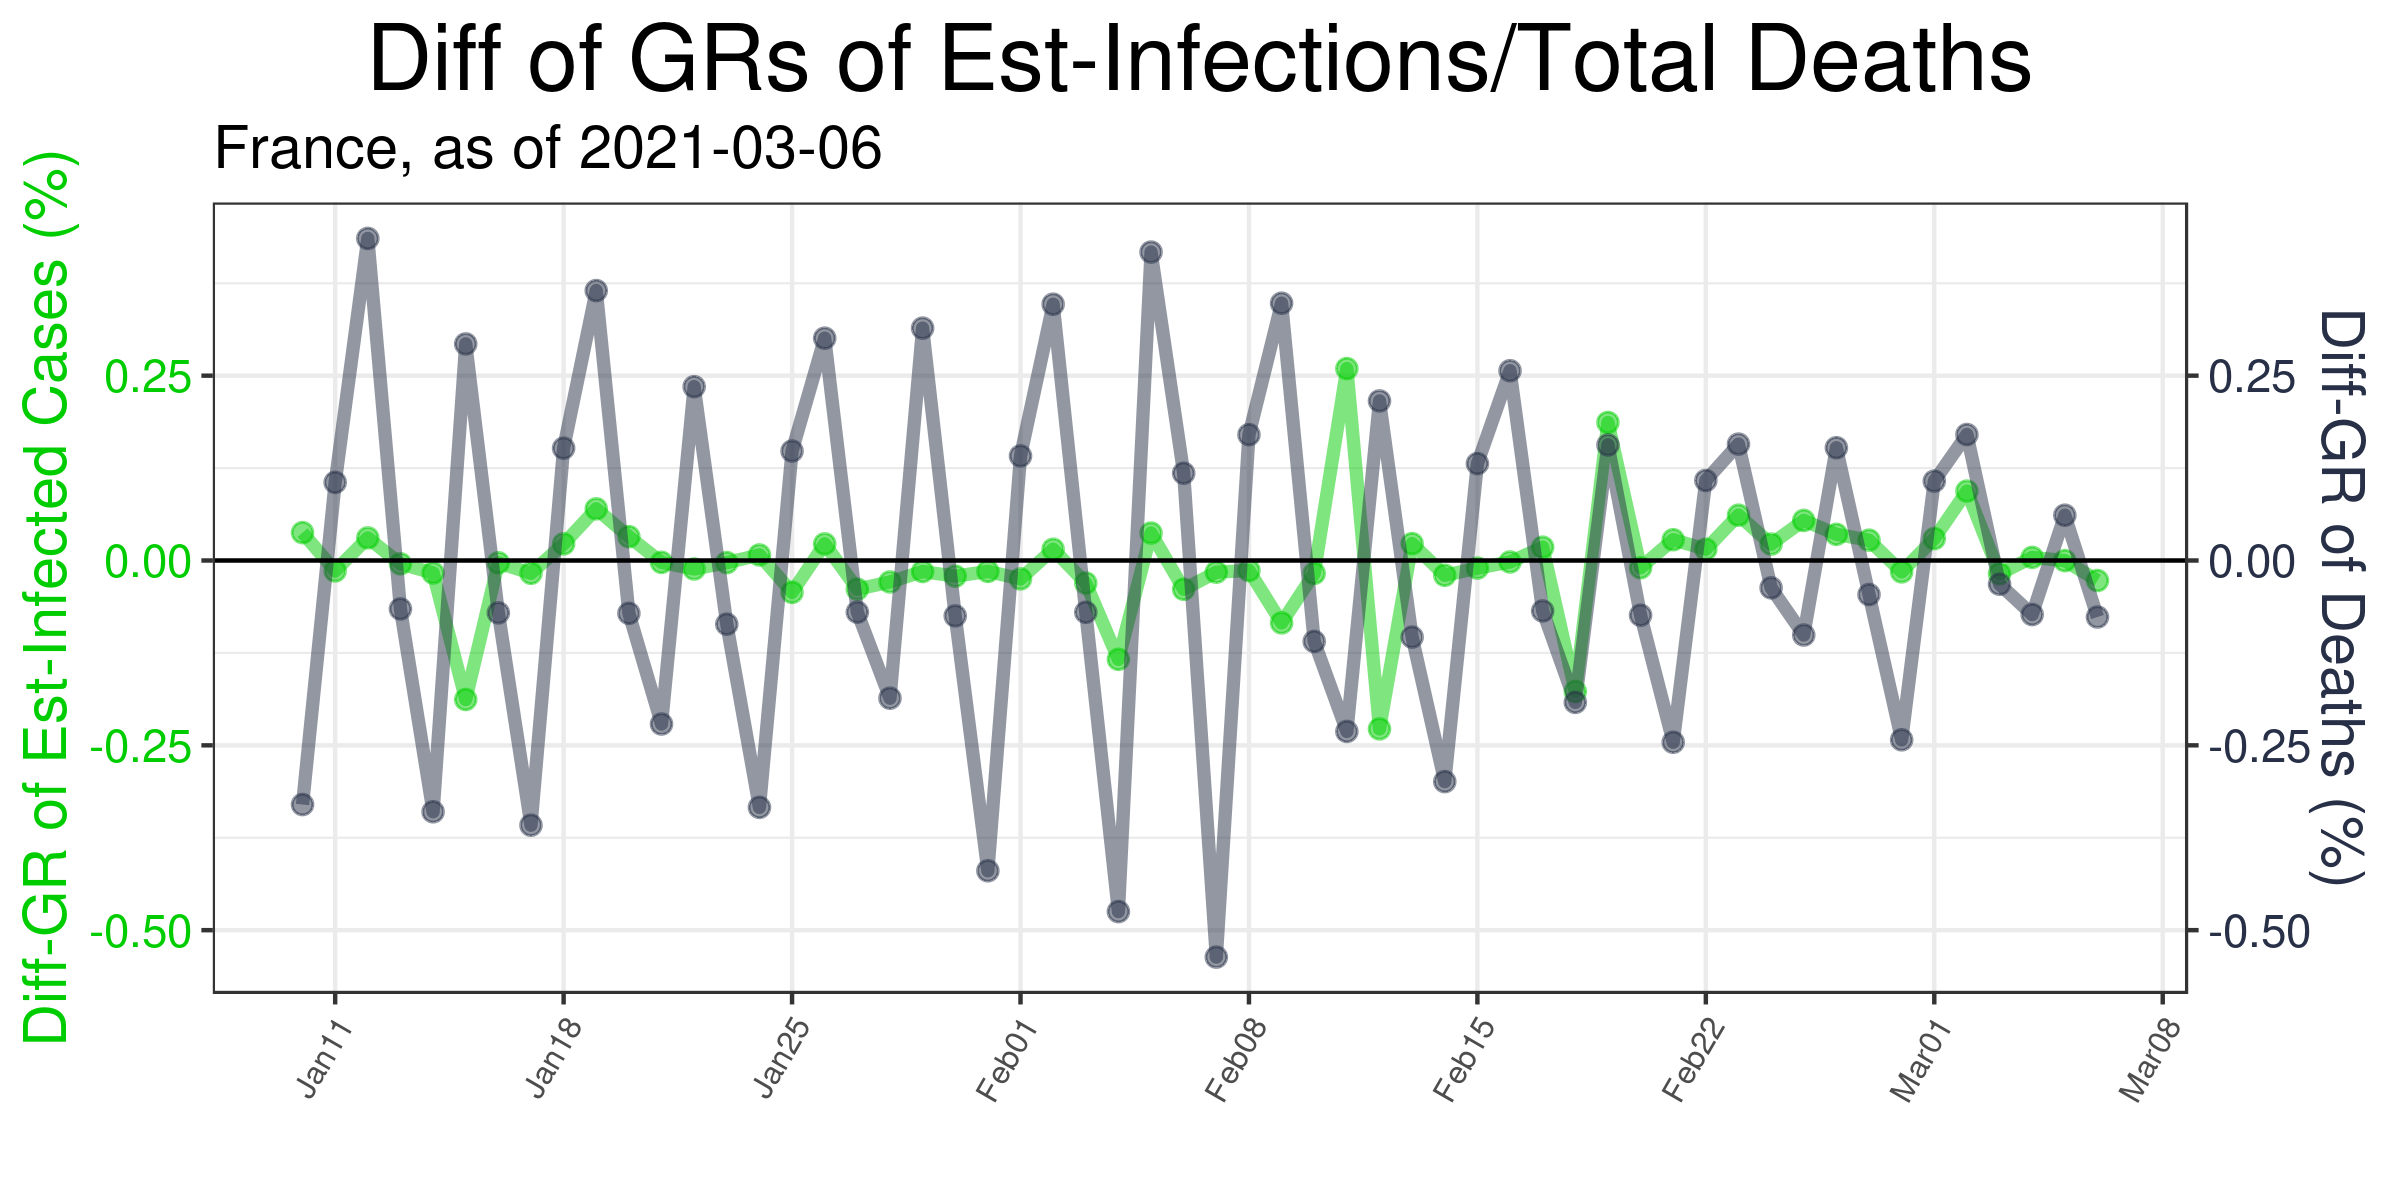 Diff of GRs of Est-Infections/Total Deaths
France, as of 2021-03-06
Diff-GR of Est-Infected Cases (%)
0.25
0.00
-0.25
-0.50
0.25
0.00
-0.25
-0.50
Diff-GR of Deaths (%)
Jan11
Jan18
Jan25
Feb01
Feb08
Feb15
Feb22
Mar01
Mar08